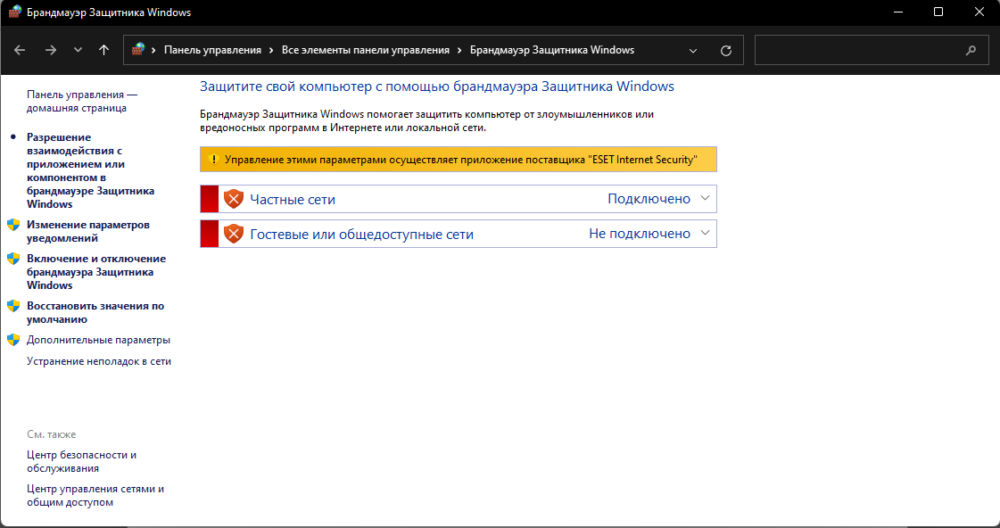 Брандмауэр Защитника Windows
Панель управления
Все элементы панели управления
Брандмауэр Защитника Windows
Панель управления —
домашняя страница
Разрешение
взаимодействия с
приложением или
компонентом в
брандмауэре Защитника
Windows
Изменение параметров
уведомлений
Включение и отключение
брандмауэра Защитника
Windows
Восстановить значения по
умолчанию
Дополнительные параметры
Устранение неполадок в сети
См. также
Центр безопасности и
обслуживания
Центр управления сетями и
общим доступом
Защитите свой компьютер с помощью брандмауэра Защитника Windows
Брандмауэр Защитника Windows помогает защитить компьютер от злоумышленников или
вредоносных программ в Интернете или локальной сети.
Управление этими параметрами осуществляет приложение поставщика "ESET Internet Security"
Частные сети Подключено
Гостевые или общедоступные сети Не подключено